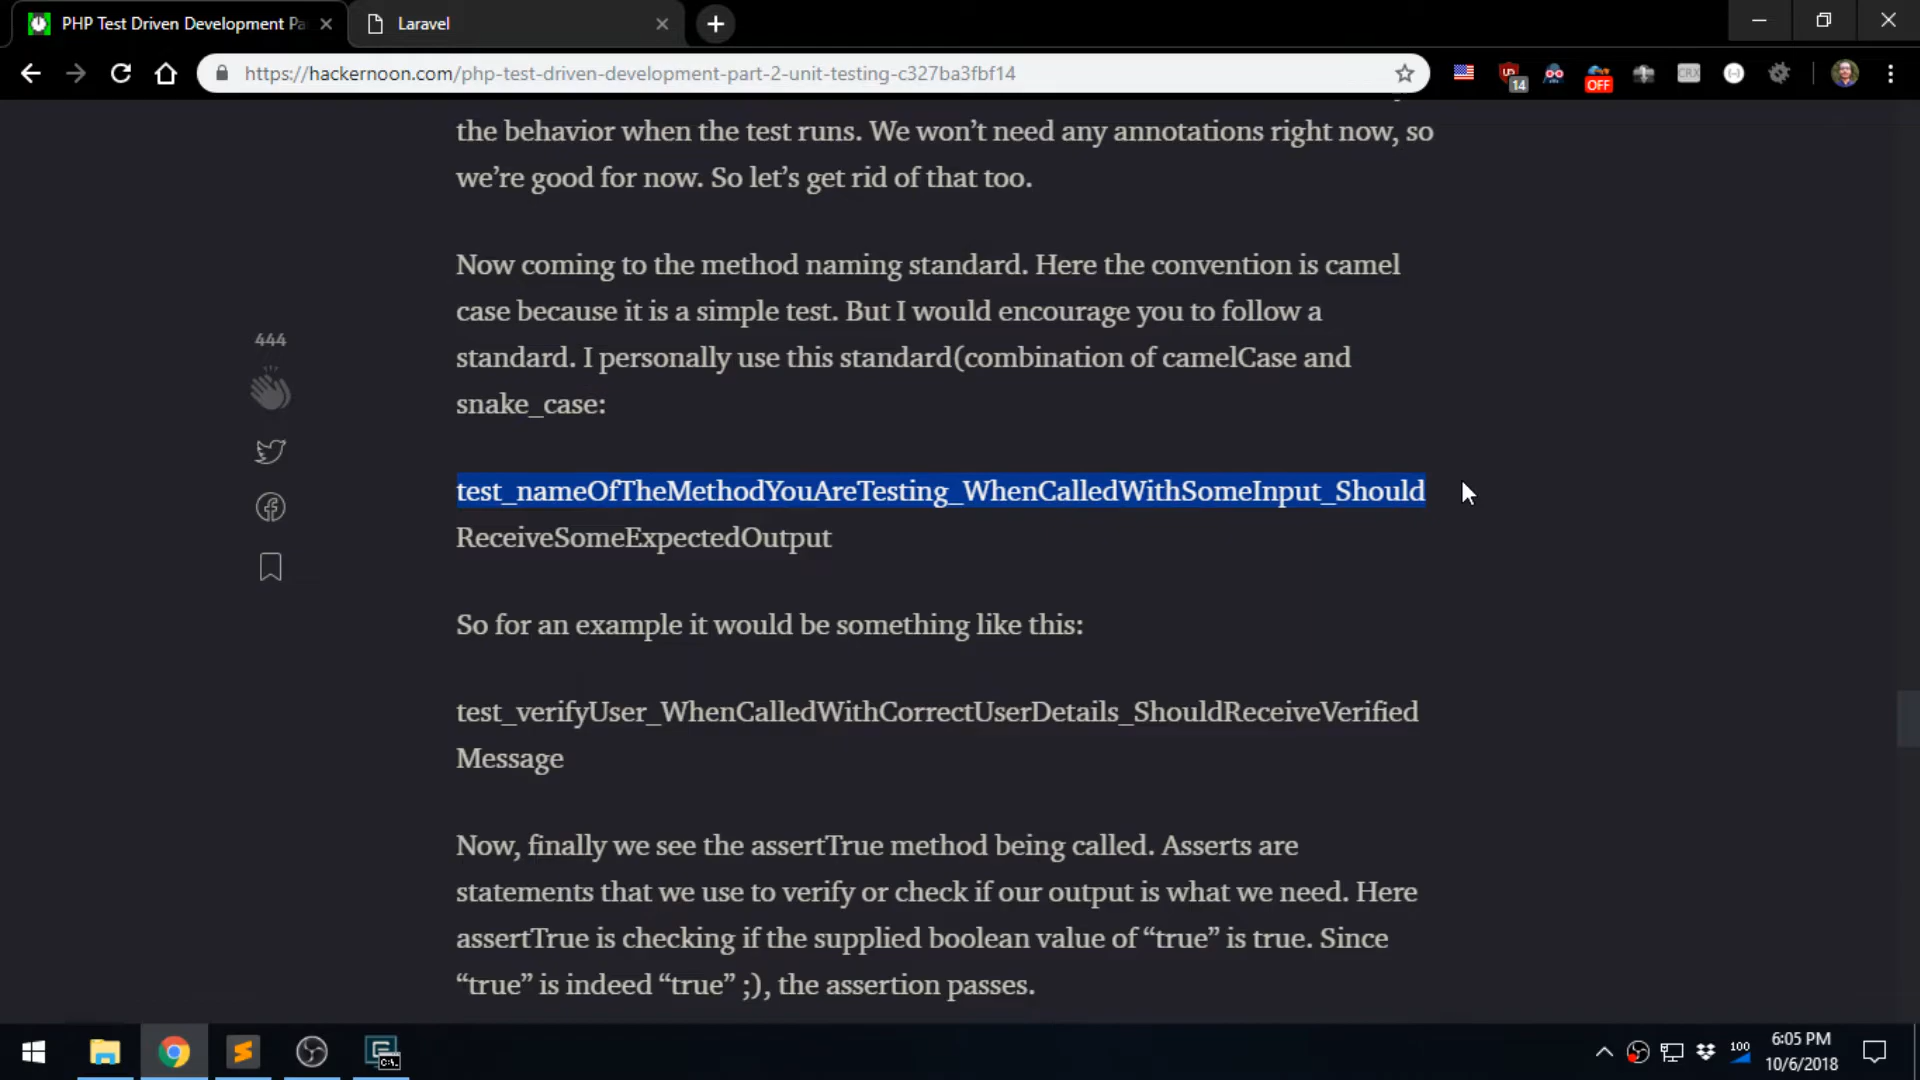 PHP Test Driven Development Pa
Laravel
https://hackernoon.com/php-test-driven-development-part-2-unit-testing-c327ba3fbf14
14
OFF
CRX
the behavior when the test runs. We won’t need any annotations right now, so
we’re good for now. So let’s get rid of that too.
Now coming to the method naming standard. Here the convention is camel
case because it is a simple test. But I would encourage you to follow a
standard. I personally use this standard(combination of camelCase and
snake_case:
444
test_nameOfTheMethodYouAreTesting_WhenCalledWithSomeInput_Should
ReceiveSomeExpectedOutput
So for an example it would be something like this:
test_verifyUser_WhenCalledWithCorrectUserDetails_ShouldReceiveVerified
Message
Now, finally we see the assertTrue method being called. Asserts are
statements that we use to verify or check if our output is what we need. Here
assertTrue is checking if the supplied boolean value of “true” is true. Since
“true” is indeed “true” ;), the assertion passes.
100
6:05 PM
10/6/2018